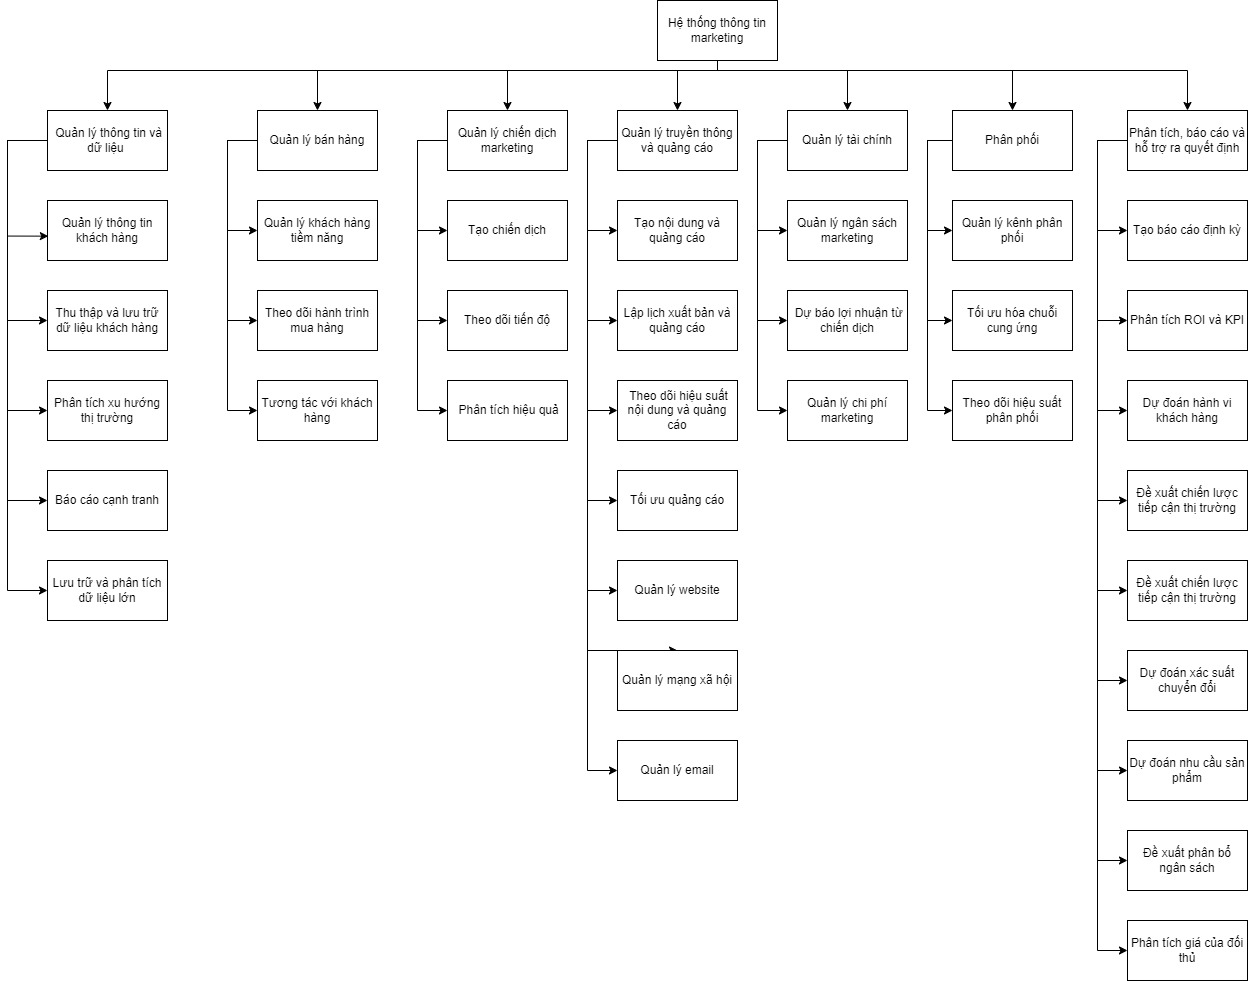 Hệ thống thông tin
marketing
Quản lý thông tin và
dữ liệu
Quản lý thông tin
khách hàng
Thu thập và lưu trữ
dữ liệu khách hàng
Phân tích xu hướng
thị trường
Báo cáo cạnh tranh
Lưu trữ và phân tích
dữ liệu lớn
Quản lý bán hàng
Quản lý khách hàng
tiềm năng
Theo dõi hành trình
mua hàng
Tương tác với khách
hàng
Quản lý chiến dịch
marketing
Tạo chiến dịch
Theo dõi tiến độ
Phân tích hiệu quả
Quản lý truyền thông
và quảng cáo
Tạo nội dung và
quảng cáo
Lập lịch xuất bản và
quảng cáo
Theo dõi hiệu suất
nội dung và quảng
cáo
Tối ưu quảng cáo
Quản lý website
Quản lý mạng xã hội
Quản lý email
Quản lý tài chính
Quản lý ngân sách
marketing
Dự báo lợi nhuận từ
chiến dịch
Quản lý chi phí
marketing
Phân phối
Quản lý kênh phân
phối
Tối ưu hóa chuỗi
cung ứng
Theo dõi hiệu suất
phân phối
Phân tích, báo cáo và
hỗ trợ ra quyết định
Tạo báo cáo định kỳ
Phân tích ROI và KPI
Dự đoán hành vi
khách hàng
Đề xuất chiến lược
tiếp cận thị trường
Đề xuất chiến lược
tiếp cận thị trường
Dự đoán xác suất
chuyển đổi
Dự đoán nhu cầu sản
phẩm
Đề xuất phân bổ
ngân sách
Phân tích giá của đối
thủ